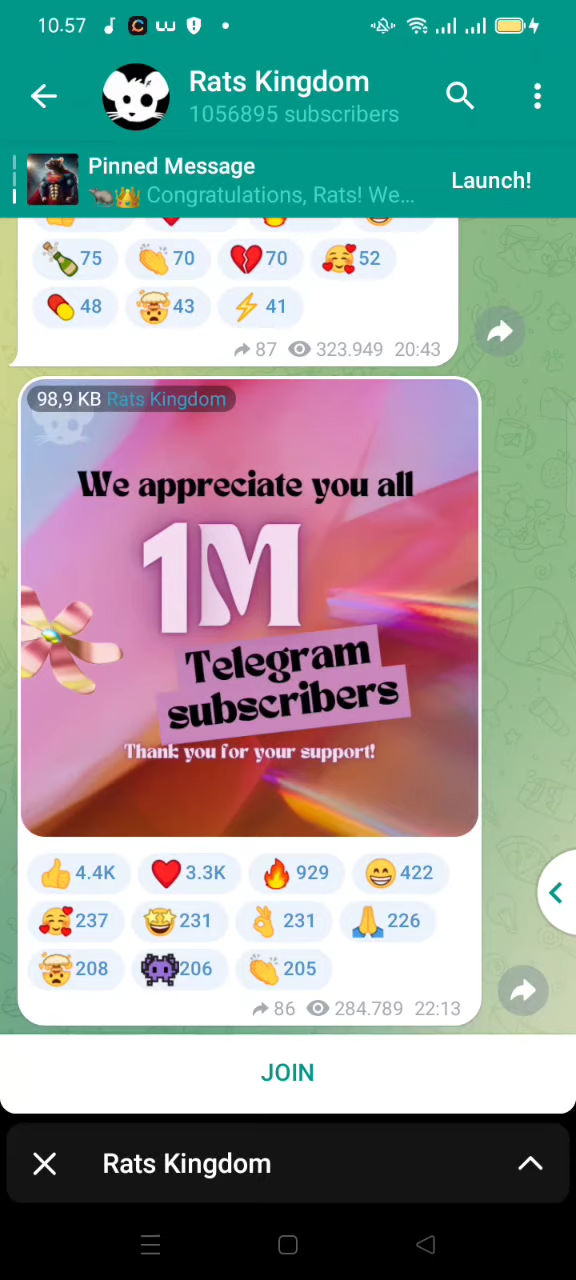 10.57
Rats Kingdom
1056895 subscribers
Pinned Message
🐀👑 Congratulations, Rats! We...
Launch!
75 70 70 52
48 43 41
87 323.949 20:43
98,9 KB Rats Kingdom
We appreciate you all
1M
Telegram
subscribers
Thank you for your support!
4.4K 3.3K 929 422
237 231 231 226
208 206 205
86 284.789 22:13
JOIN
Rats Kingdom